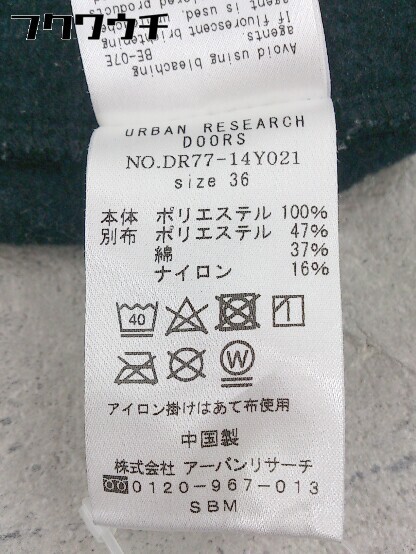 フクウロウチ
Avoid using bleaching
agents.
If fluorescent brightening
agent is used,
BE-07E
URBAN RESEARCH
DOORS
NO.DR77-14Y021
size 36
本体 ポリエステル 100%
別布 ポリエステル 47%
綿 37%
ナイロン 16%
40
W
アイロン掛けはあて布使用
中国製
株式会社 アーバンリサーチ
0120-967-013
SBM